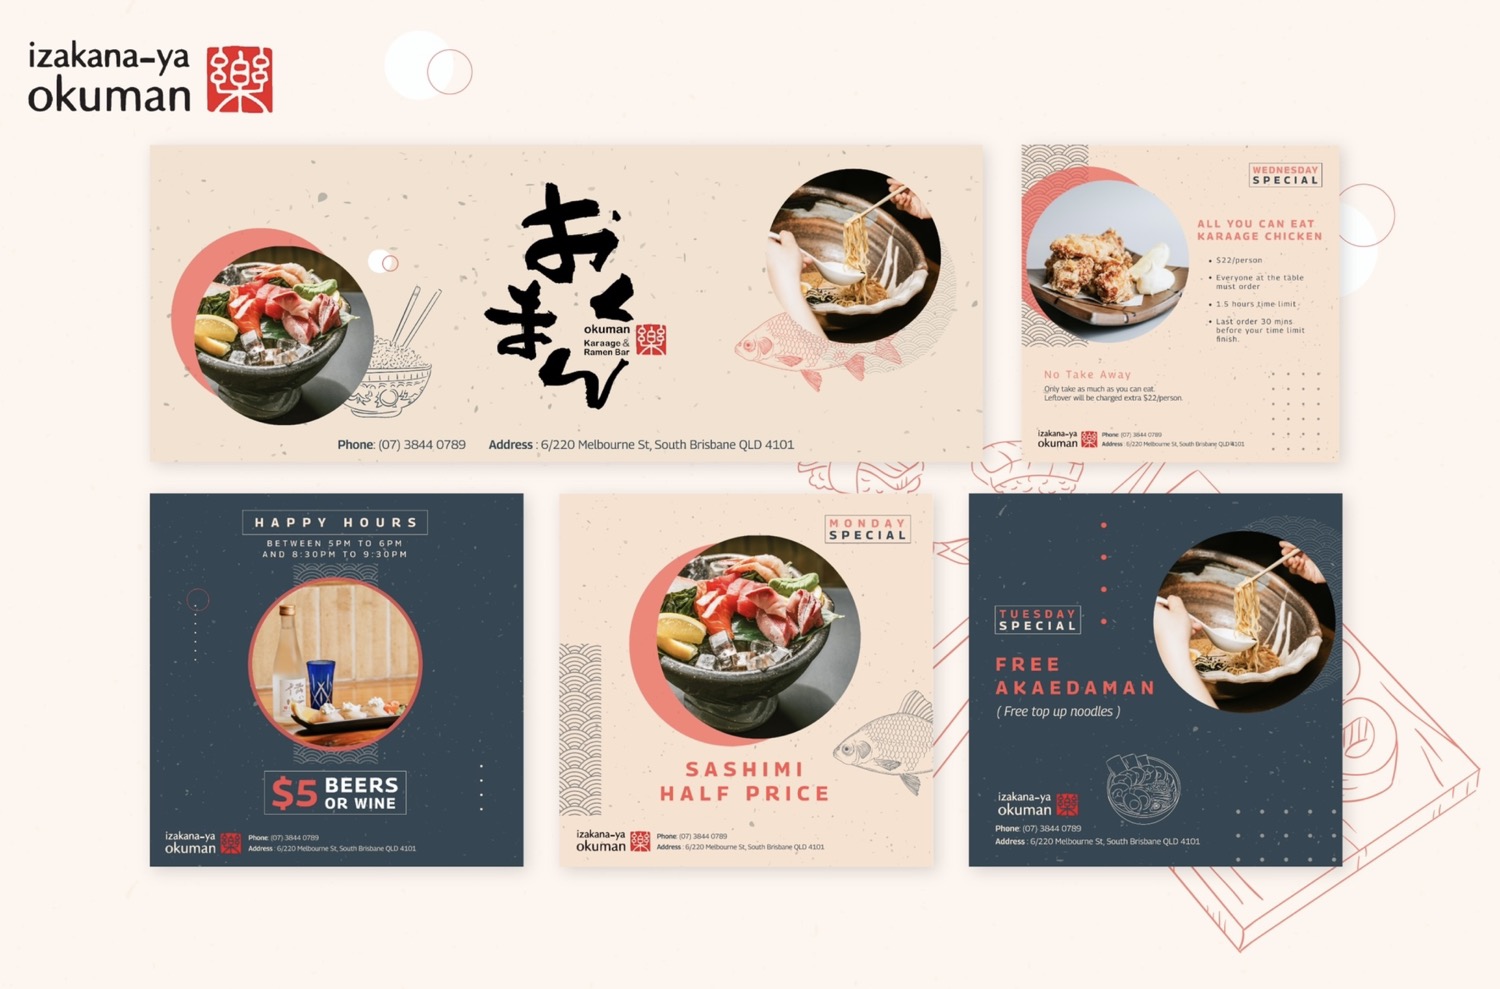 izakana-ya
okuman 樂
おくまん
okuman
Karaage &
Ramen Bar
樂
Phone: (07) 3844 0789 Address : 6/220 Melbourne St, South Brisbane QLD 4101
WEDNESDAY
SPECIAL
ALL YOU CAN EAT
KARAAGE CHICKEN
• $22/person
• Everyone at the table
must order
• 1.5 hours time limit
• Last order 30 mins
before your time limit
finish.
No Take Away
Only take as much as you can eat.
Leftover will be charged extra $22/person.
izakana-ya
okuman 樂
Phone: (07) 3844 0789
Address : 6/220 Melbourne St, South Brisbane QLD 4101
HAPPY HOURS
BETWEEN 5PM TO 6PM
AND 8:30PM TO 9:30PM
$5 BEERS
OR WINE
izakana-ya
okuman 樂
Phone: (07) 3844 0789
Address : 6/220 Melbourne St, South Brisbane QLD 4101
MONDAY
SPECIAL
SASHIMI
HALF PRICE
izakana-ya
okuman 樂
Phone: (07) 3844 0789
Address : 6/220 Melbourne St, South Brisbane QLD 4101
TUESDAY
SPECIAL
FREE
AKAEDAMAN
( Free top up noodles )
izakana-ya
okuman 樂
Phone: (07) 3844 0789
Address : 6/220 Melbourne St, South Brisbane QLD 4101